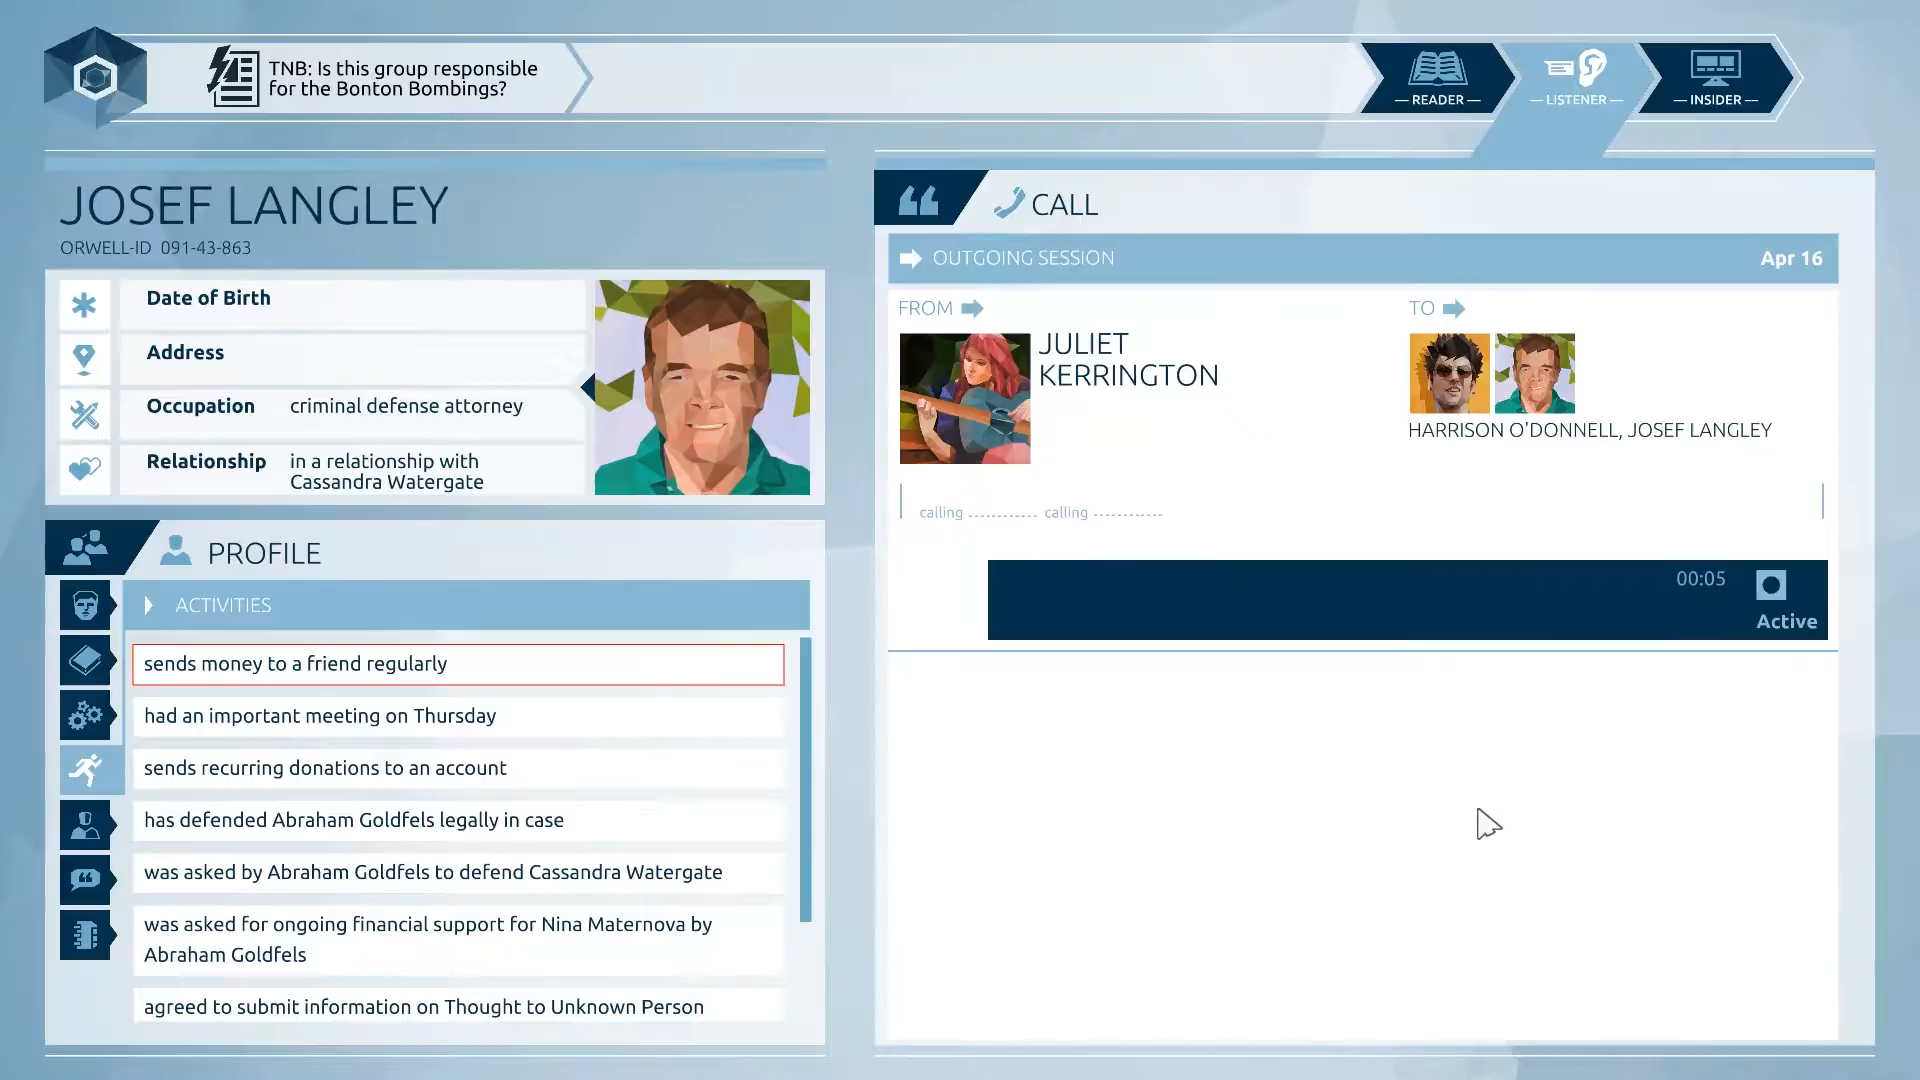 TNB: Is this group responsible
for the Bonton Bombings?
READER
LISTENER
INSIDER
JOSEF LANGLEY
ORWELL-ID 091-43-863
Date of Birth
Address
Occupation criminal defense attorney
Relationship in a relationship with
Cassandra Watergate
PROFILE
ACTIVITIES
sends money to a friend regularly
had an important meeting on Thursday
sends recurring donations to an account
has defended Abraham Goldfels legally in case
was asked by Abraham Goldfels to defend Cassandra Watergate
was asked for ongoing financial support for Nina Maternova by
Abraham Goldfels
agreed to submit information on Thought to Unknown Person
CALL
OUTGOING SESSION Apr 16
FROM
JULIET
KERRINGTON
TO
HARRISON O'DONNELL, JOSEF LANGLEY
calling ............ calling ............
00:05
Active